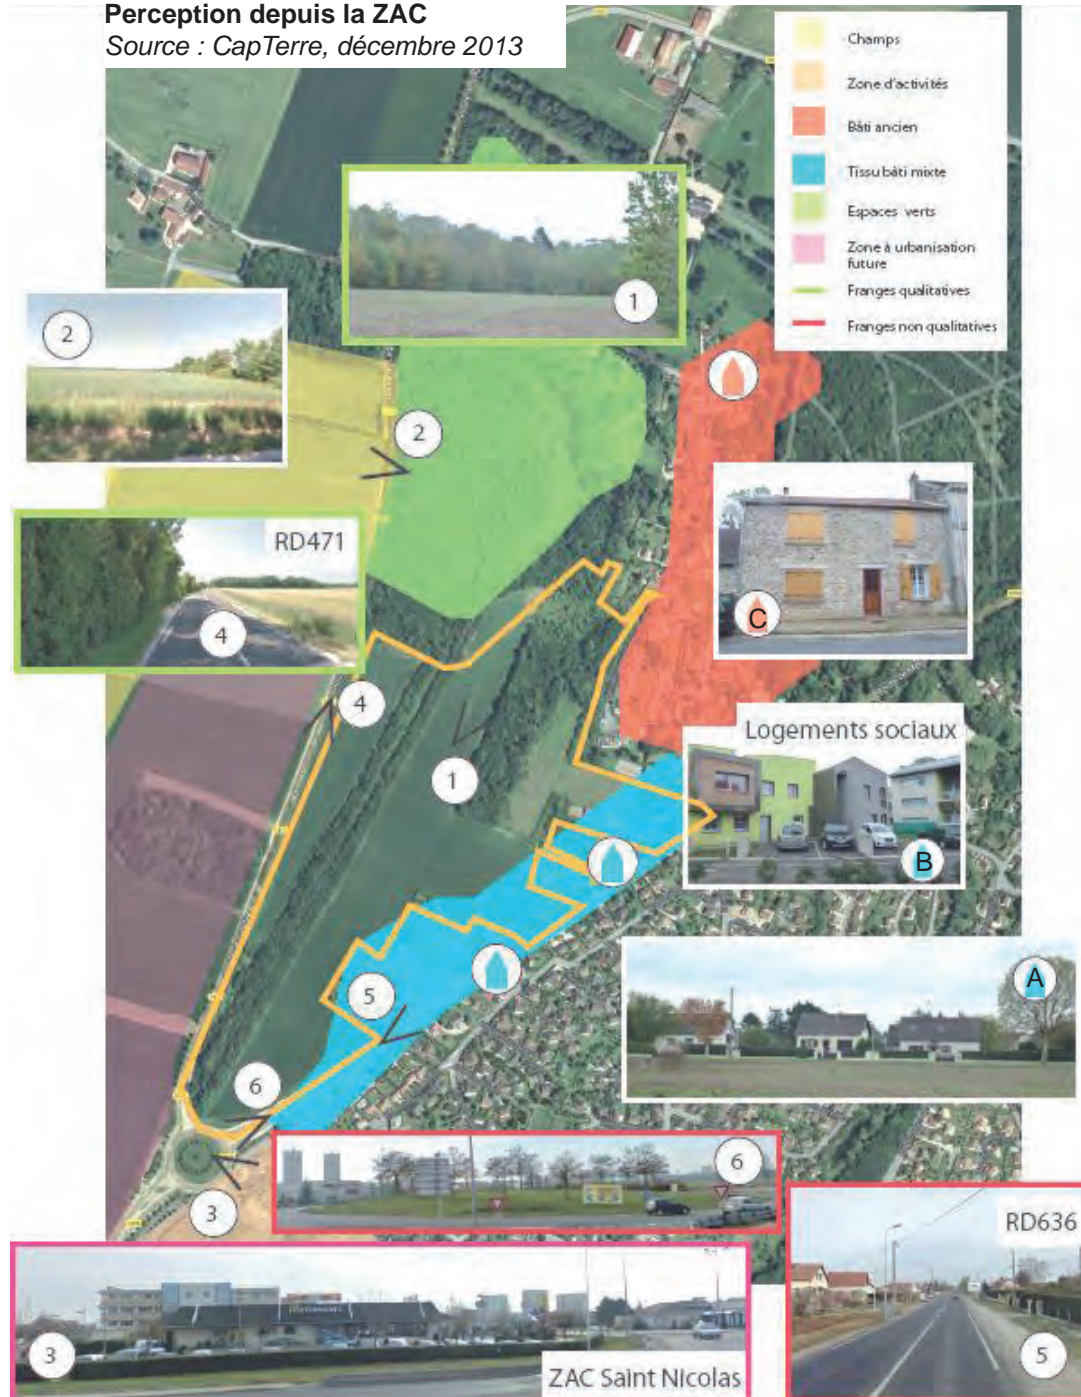 Perception depuis la ZAC
Source : CapTerre, décembre 2013
Champs
Zone d'activités
Bâti ancien
Tissu bâti mixte
Espaces verts
Zone à urbanisation
future
Franges qualitatives
Franges non qualitatives
1
2
2
RD471
4
C
4
Logements sociaux
1
B
A
5
6
6
3
RD636
3
ZAC Saint Nicolas
5